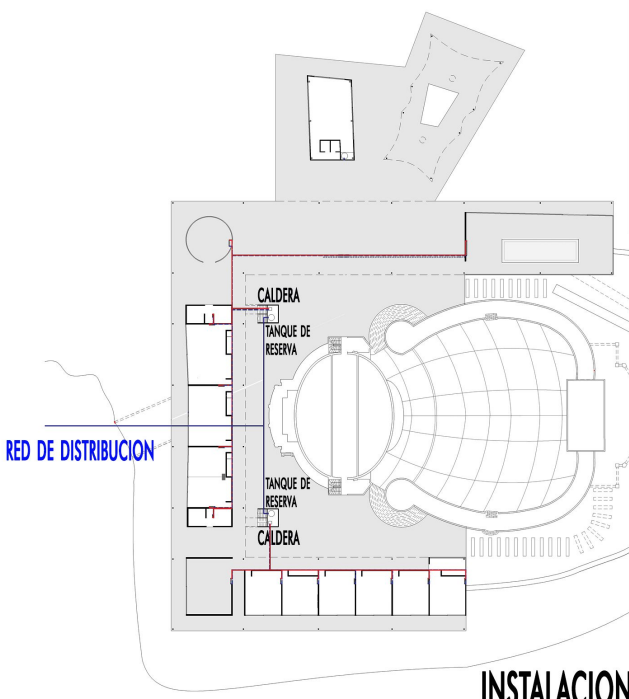 CALDERA
TANQUE DE
RESERVA
RED DE DISTRIBUCION
TANQUE DE
RESERVA
CALDERA
INSTALACION